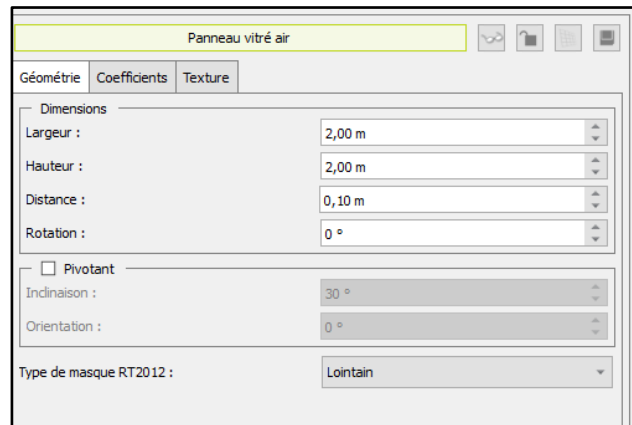 Panneau vitré air
Géométrie Coefficients Texture
Dimensions
Largeur : 2,00 m
Hauteur : 2,00 m
Distance : 0,10 m
Rotation : 0 °
Pivotant
Inclinaison : 30 °
Orientation : 0 °
Type de masque RT2012 : Lointain